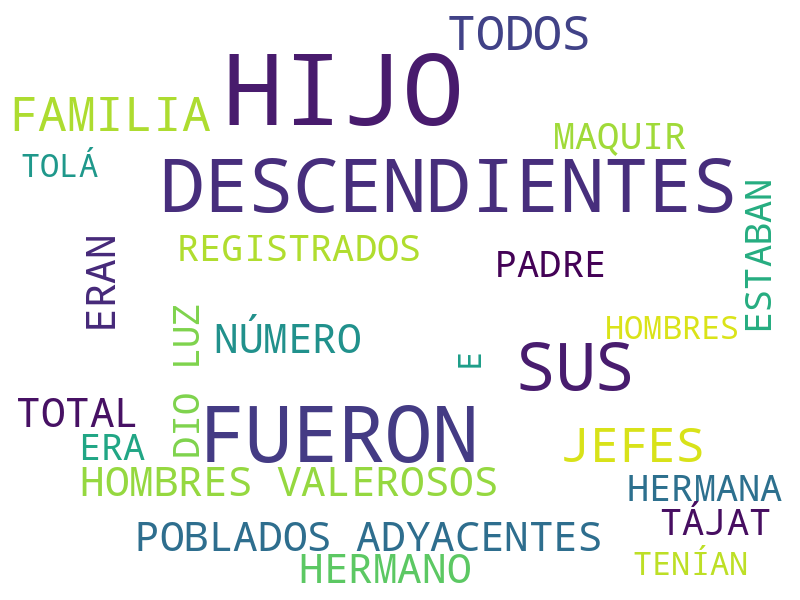 TODOS
HIJO
FAMILIA
MAQUIR
TOLÁ
DESCENDIENTES
ERAN
REGISTRADOS
PADRE
ESTABAN
DIO LUZ
NÚMERO
E
HOMBRES
SUS
TOTAL
FUERON
ERA
JEFES
HOMBRES VALEROSOS
HERMANA
TÁJAT
POBLADOS ADYACENTES
HERMANO
TENÍAN